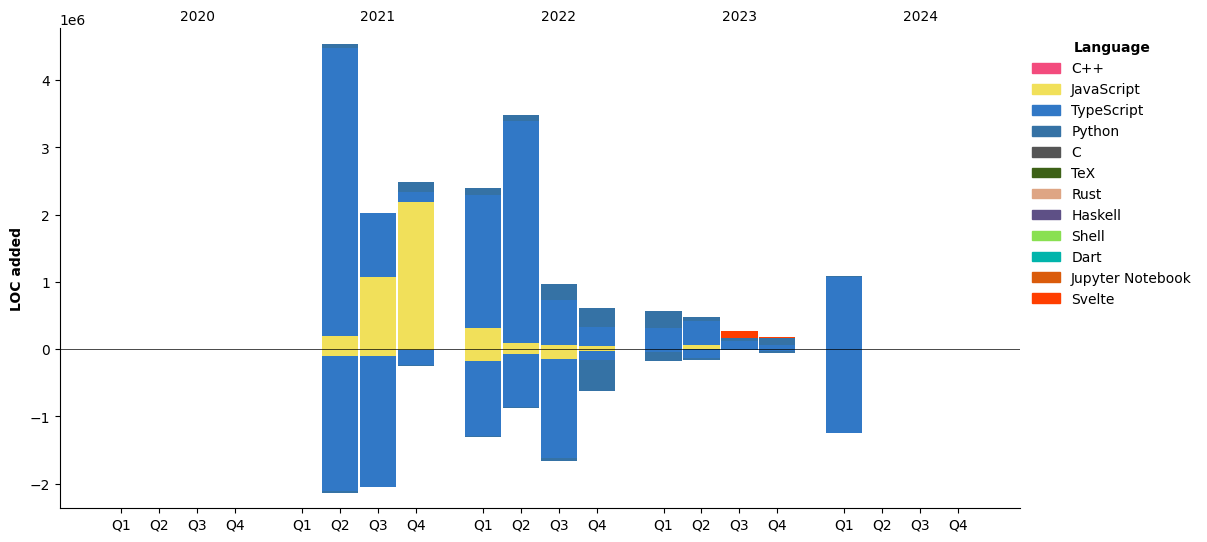 1e6
2020 2021 2022 2023 2024
LOC added
4
3
2
1
0
−1
−2
Q1 Q2 Q3 Q4 Q1 Q2 Q3 Q4 Q1 Q2 Q3 Q4 Q1 Q2 Q3 Q4 Q1 Q2 Q3 Q4
Language
C++
JavaScript
TypeScript
Python
C
TeX
Rust
Haskell
Shell
Dart
Jupyter Notebook
Svelte